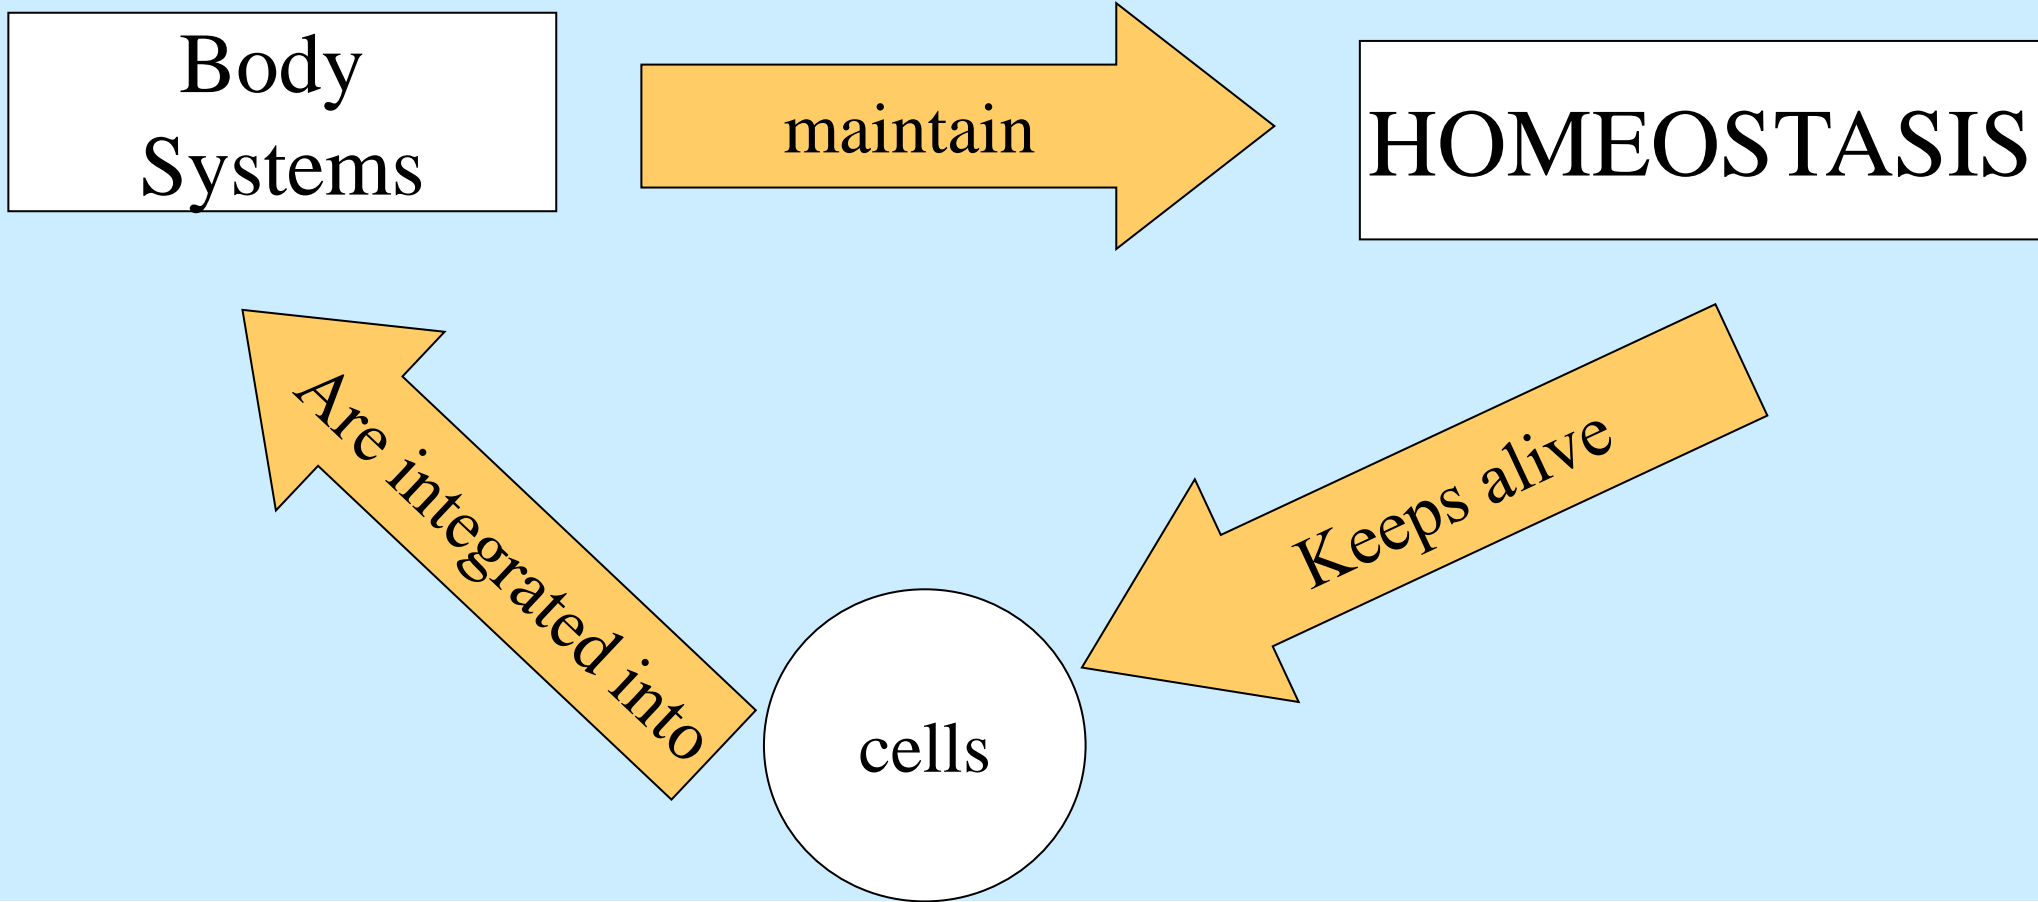 Body
Systems
maintain
HOMEOSTASIS
Keeps alive
cells
Are integrated into